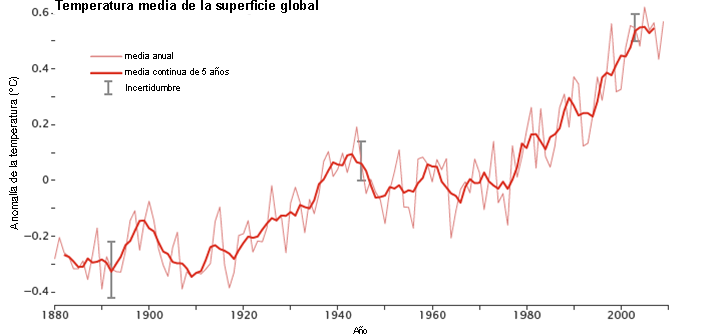 Temperatura media de la superficie global
0.6
0.4
0.2
0
−0.2
−0.4
media anual
media continua de 5 años
Incertidumbre
Anomalía de la temperatura (°C)
1880 1900 1920 1940 1960 1980 2000
Año